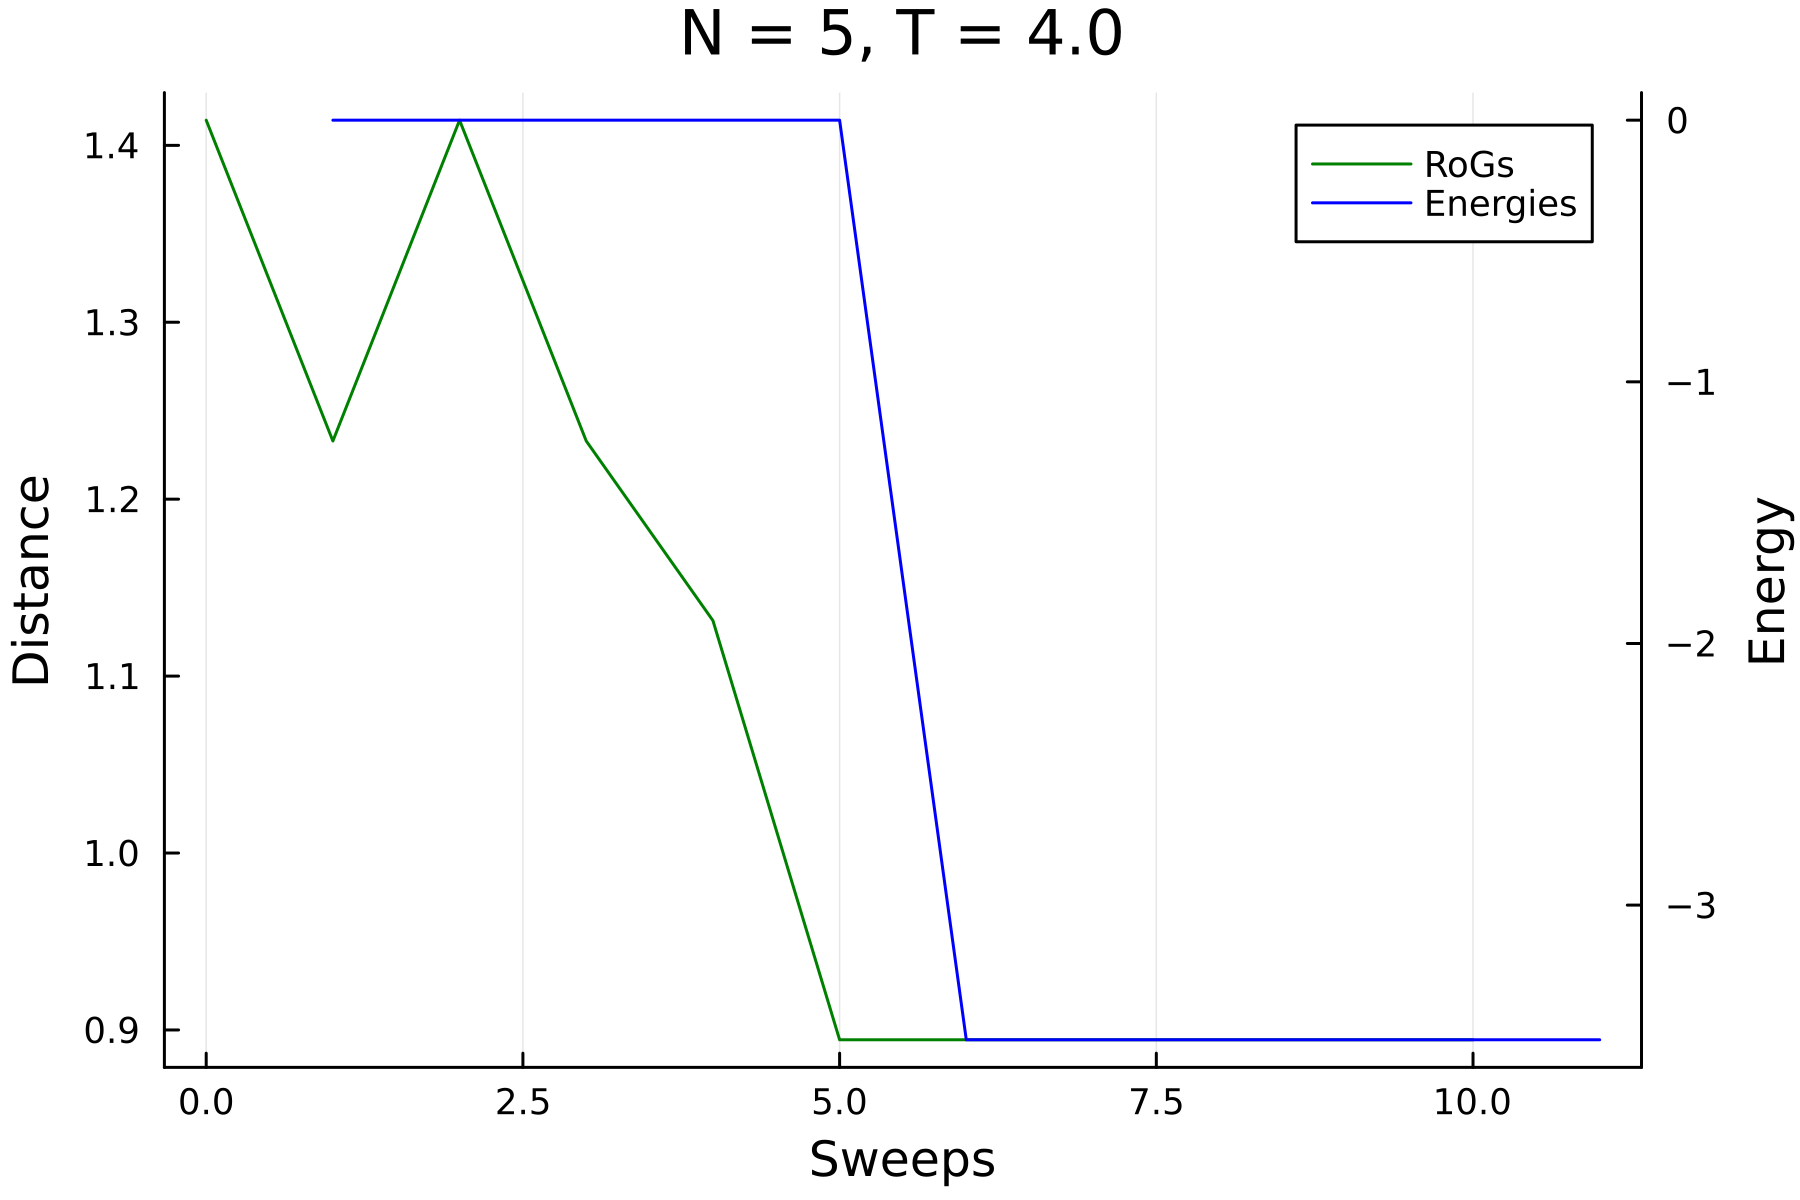 N = 5, T = 4.0
Distance
1.4
1.3
1.2
1.1
1.0
0.9
RoGs
Energies
0
−1
−2
−3
Energy
0.0
2.5
5.0
7.5
10.0
Sweeps